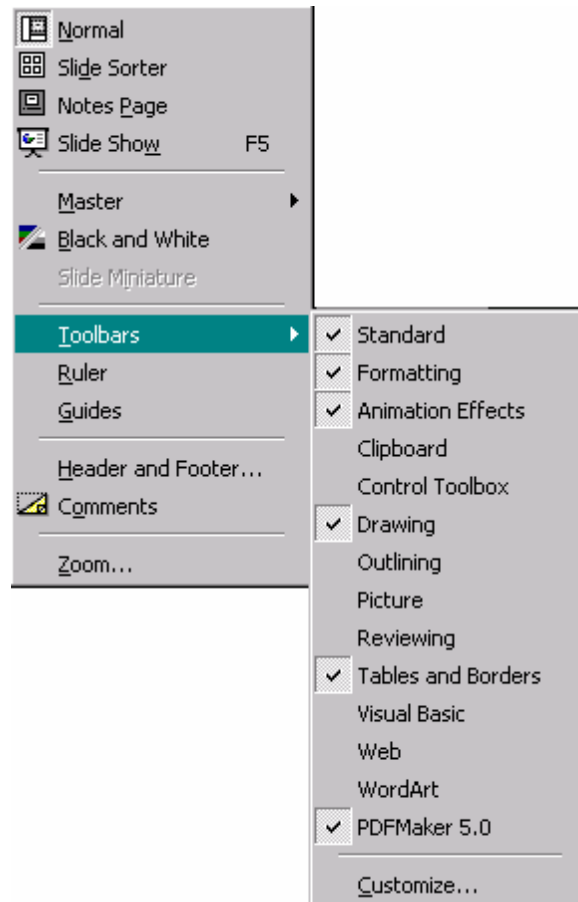 Normal
Slide Sorter
Notes Page
Slide Show F5
Master
Black and White
Slide Miniature
Toolbars
Ruler
Guides
Header and Footer...
Comments
Zoom...
Standard
Formatting
Animation Effects
Clipboard
Control Toolbox
Drawing
Outlining
Picture
Reviewing
Tables and Borders
Visual Basic
Web
WordArt
PDFMaker 5.0
Customize...